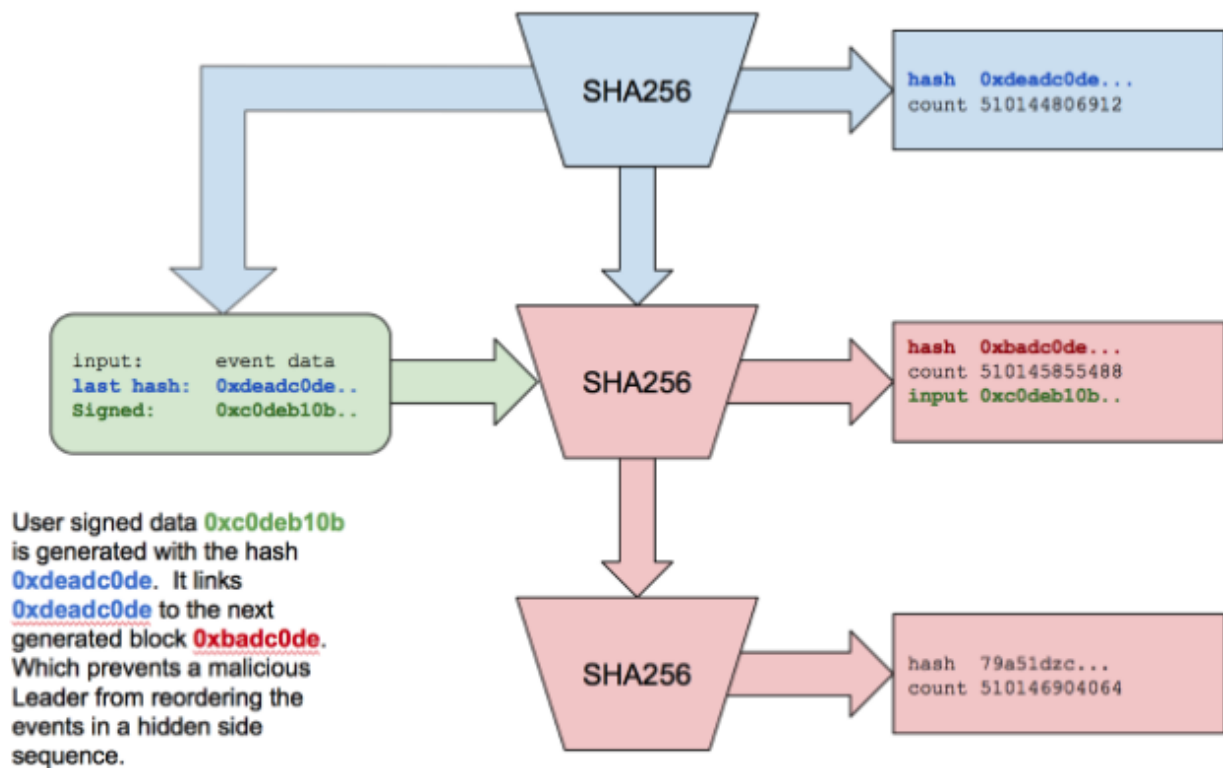 SHA256
hash 0xdeadc0de...
count 510144806912
input: event data
last hash: 0xdeadc0de..
Signed: 0xc0deb10b..
SHA256
hash 0xbadc0de...
count 510145855488
input 0xc0deb10b..
User signed data 0xc0deb10b
is generated with the hash
0xdeadc0de. It links
0xdeadc0de to the next
generated block 0xbadc0de.
Which prevents a malicious
Leader from reordering the
events in a hidden side
sequence.
SHA256
hash 79a51dzc...
count 510146904064